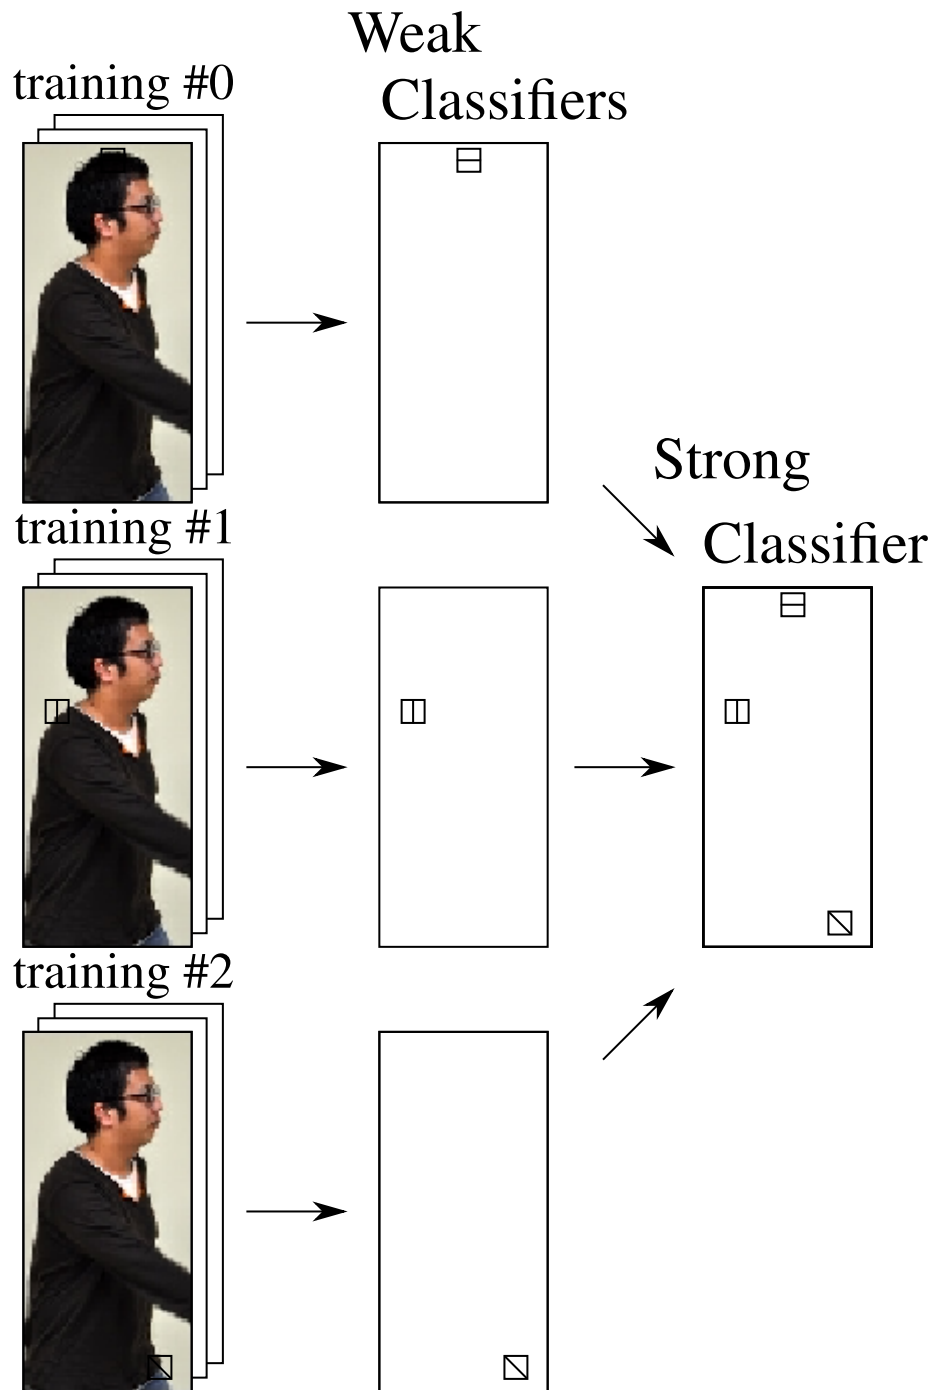 Weak
Classifiers
training #0
training #1
Strong
Classifier
training #2